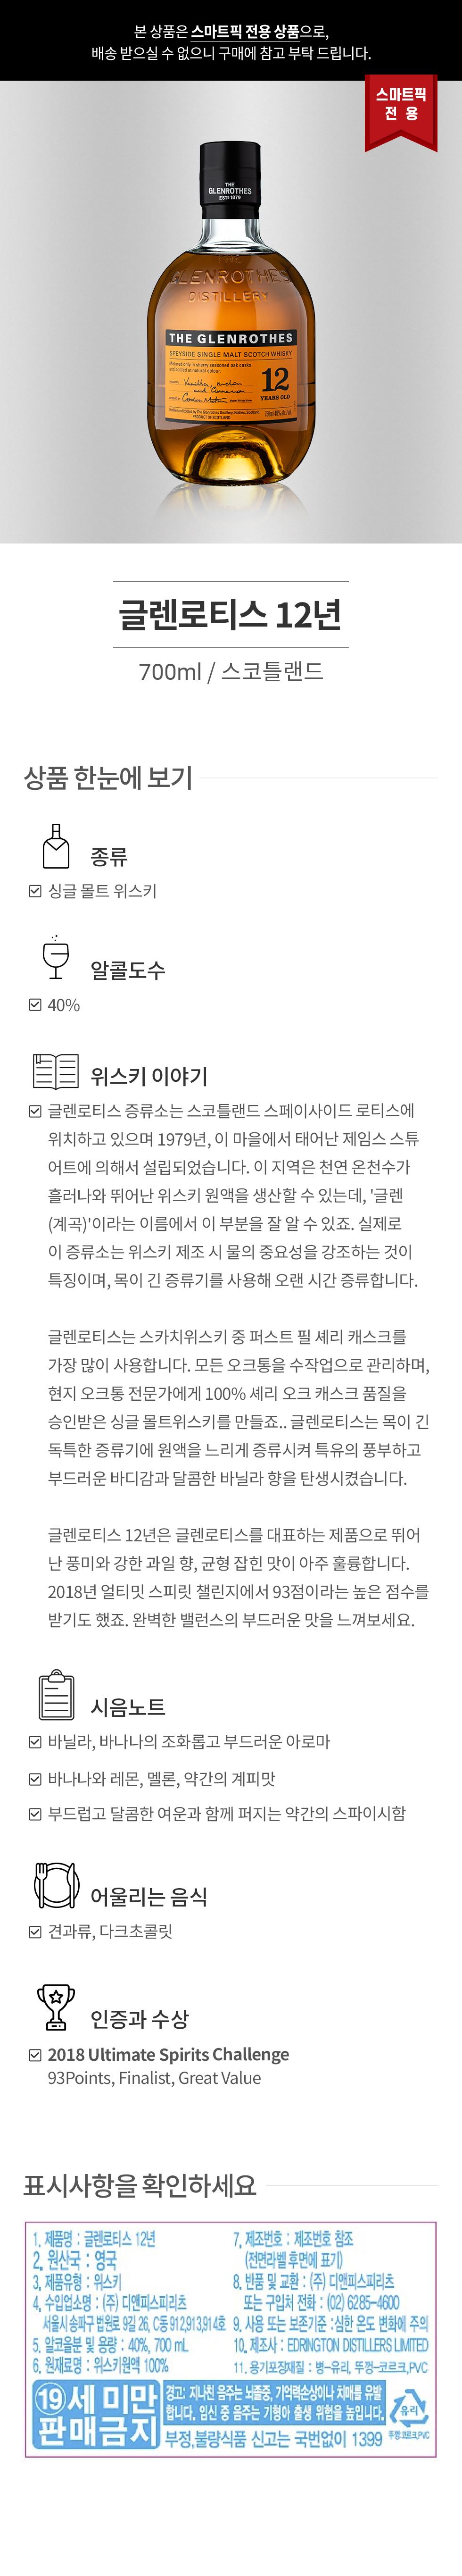 본 상품은 스마트픽 전용 상품으로,
배송 받으실 수 없으니 구매에 참고 부탁 드립니다.
스마트픽
전 용
THE
GLENROTHES
ESTD 1879
THE
GLENROTHES
DISTILLERY
THE GLENROTHES
SPEYSIDE SINGLE MALT SCOTCH WHISKY
Matured only in sherry seasoned oak casks
and bottled at natural colour.
Vanilla, melon
and Cinnamon
12
YEARS OLD
PRODUCT OF SCOTLAND
글렌로티스 12년
700ml / 스코틀랜드
상품 한눈에 보기
종류
싱글 몰트 위스키
알콜도수
40%
위스키 이야기
글렌로티스 증류소는 스코틀랜드 스페이사이드 로티스에
위치하고 있으며 1979년, 이 마을에서 태어난 제임스 스튜
어트에 의해서 설립되었습니다. 이 지역은 천연 온천수가
흘러나와 뛰어난 위스키 원액을 생산할 수 있는데, '글렌
(계곡)'이라는 이름에서 이 부분을 잘 알 수 있죠. 실제로
이 증류소는 위스키 제조 시 물의 중요성을 강조하는 것이
특징이며, 목이 긴 증류기를 사용해 오랜 시간 증류합니다.
글렌로티스는 스카치위스키 중 퍼스트 필 셰리 캐스크를
가장 많이 사용합니다. 모든 오크통을 수작업으로 관리하며,
현지 오크통 전문가에게 100% 셰리 오크 캐스크 품질을
승인받은 싱글 몰트위스키를 만들죠.. 글렌로티스는 목이 긴
독특한 증류기에 원액을 느리게 증류시켜 특유의 풍부하고
부드러운 바디감과 달콤한 바닐라 향을 탄생시켰습니다.
글렌로티스 12년은 글렌로티스를 대표하는 제품으로 뛰어
난 풍미와 강한 과일 향, 균형 잡힌 맛이 아주 훌륭합니다.
2018년 얼티밋 스피릿 챌린지에서 93점이라는 높은 점수를
받기도 했죠. 완벽한 밸런스의 부드러운 맛을 느껴보세요.
시음노트
바닐라, 바나나의 조화롭고 부드러운 아로마
바나나와 레몬, 멜론, 약간의 계피맛
부드럽고 달콤한 여운과 함께 퍼지는 약간의 스파이시함
어울리는 음식
견과류, 다크초콜릿
인증과 수상
2018 Ultimate Spirits Challenge
93Points, Finalist, Great Value
표시사항을 확인하세요
1. 제품명 : 글렌로티스 12년
2. 원산국 : 영국
3. 제품유형 : 위스키
4. 수입업소명 : (주) 디앤피스피리츠
서울시 송파구 법원로 9길 26, C동 912,913,914호
5. 알코올분 및 용량 : 40%, 700 mL
6. 원재료명 : 위스키원액 100%
7. 제조번호 : 제조번호 참조
(전면라벨 후면에 표기)
8. 반품 및 교환 : (주) 디앤피스피리츠
또는 구입처 전화 : (02) 6285-4600
9. 사용 또는 보존기준 : 심한 온도 변화에 주의
10. 제조사 : EDRINGTON DISTILLERS LIMITED
11. 용기포장재질 : 병-유리, 뚜껑-코르크,PVC
19세 미만
판매금지
경고: 지나친 음주는 뇌졸중, 기억력손상이나 치매를 유발
합니다. 임신 중 음주는 기형아 출생 위험을 높입니다.
부정,불량식품 신고는 국번없이 1399
유리
뚜껑:코르크,PVC